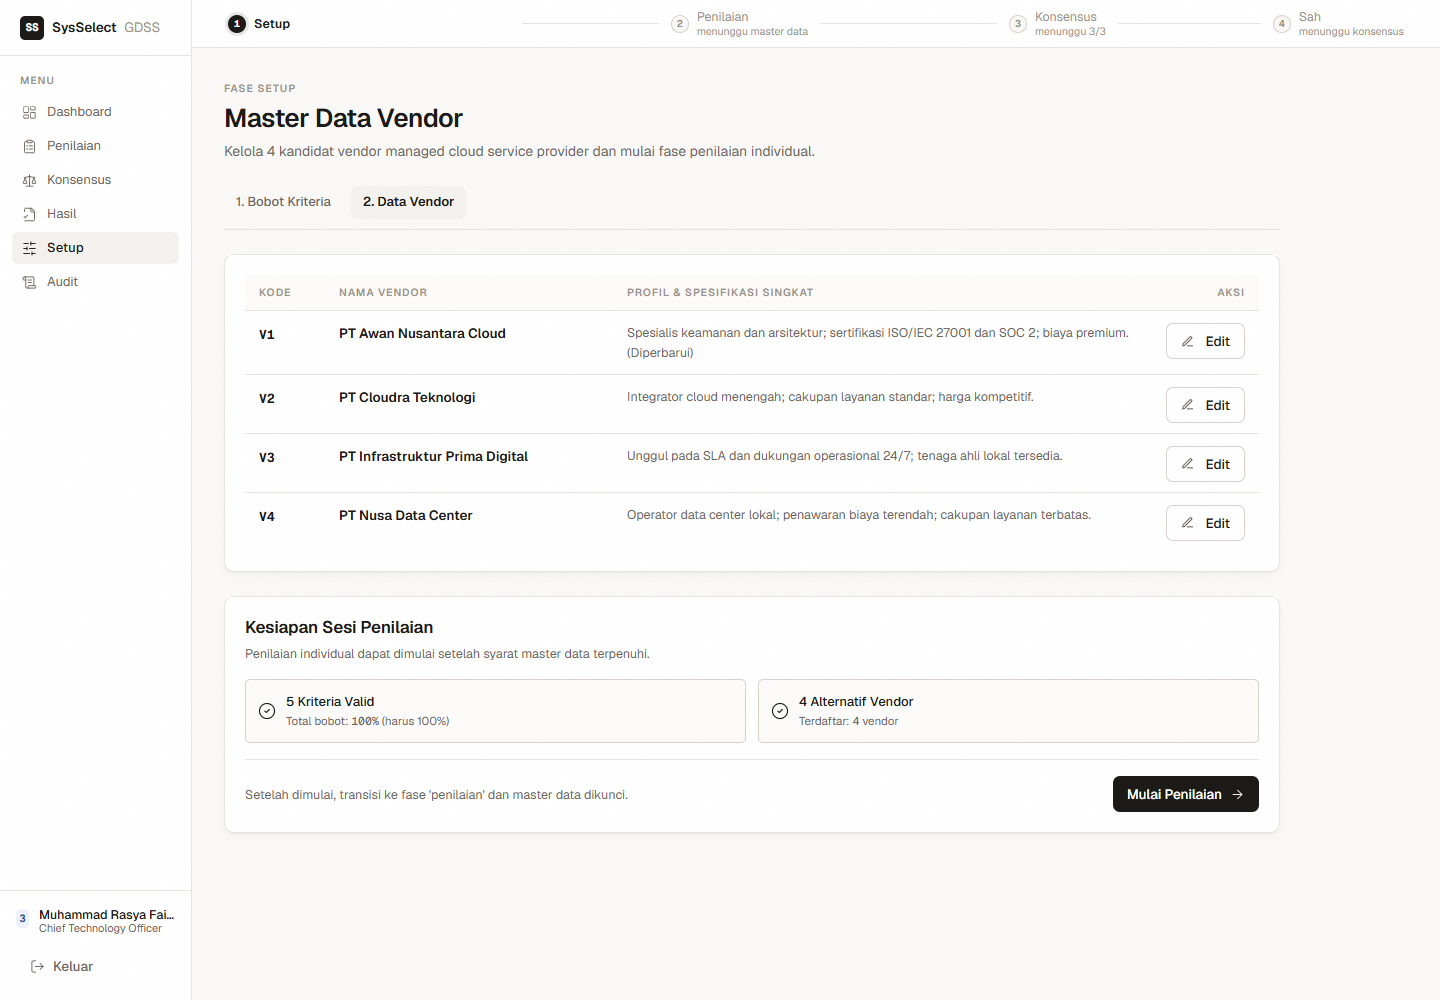 SS SysSelect GDSS
MENU
Dashboard
Penilaian
Konsensus
Hasil
Setup
Audit
3 Muhammad Rasya Fai...
Chief Technology Officer
Keluar
1 Setup
2 Penilaian
menunggu master data
3 Konsensus
menunggu 3/3
4 Sah
menunggu konsensus
FASE SETUP
Master Data Vendor
Kelola 4 kandidat vendor managed cloud service provider dan mulai fase penilaian individual.
1. Bobot Kriteria 2. Data Vendor
KODE NAMA VENDOR PROFIL & SPESIFIKASI SINGKAT AKSI
V1 PT Awan Nusantara Cloud Spesialis keamanan dan arsitektur; sertifikasi ISO/IEC 27001 dan SOC 2; biaya premium.
(Diperbarui) Edit
V2 PT Cloudra Teknologi Integrator cloud menengah; cakupan layanan standar; harga kompetitif. Edit
V3 PT Infrastruktur Prima Digital Unggul pada SLA dan dukungan operasional 24/7; tenaga ahli lokal tersedia. Edit
V4 PT Nusa Data Center Operator data center lokal; penawaran biaya terendah; cakupan layanan terbatas. Edit
Kesiapan Sesi Penilaian
Penilaian individual dapat dimulai setelah syarat master data terpenuhi.
5 Kriteria Valid
Total bobot: 100% (harus 100%)
4 Alternatif Vendor
Terdaftar: 4 vendor
Setelah dimulai, transisi ke fase 'penilaian' dan master data dikunci.
Mulai Penilaian